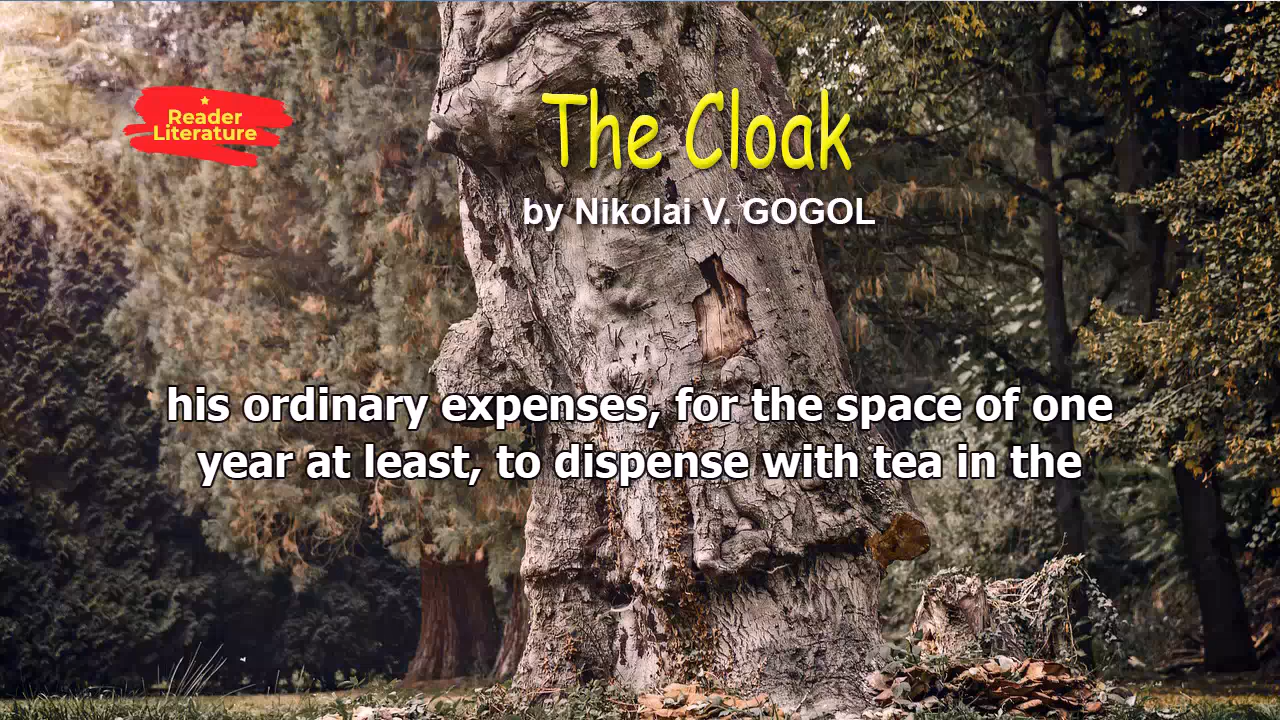 Reader
Literature
The Cloak
by Nikolai V. GOGOL
his ordinary expenses, for the space of one
year at least, to dispense with tea in the